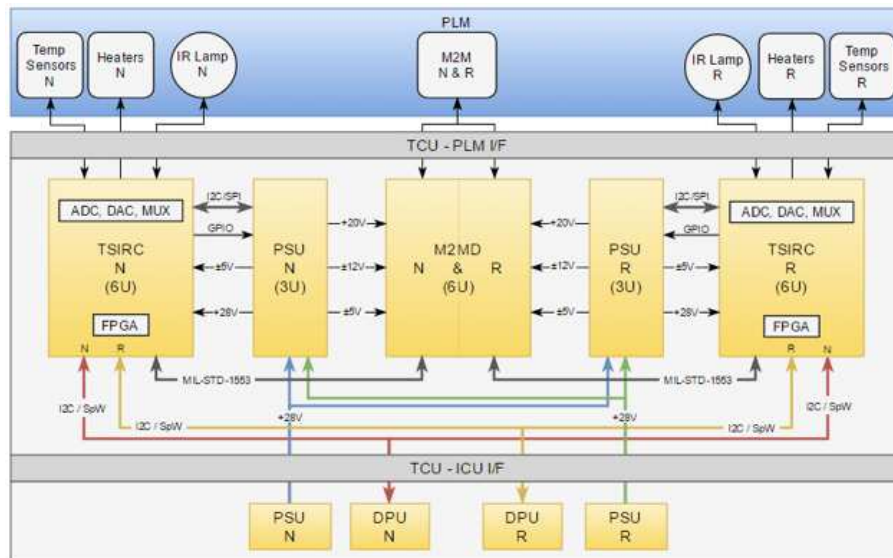 PLM
Temp
Sensors
N
Heaters
N
IR Lamp
N
M2M
N & R
IR Lamp
R
Heaters
R
Temp
Sensors
R
TCU - PLM I/F
ADC, DAC, MUX
TSIRC
N
(6U)
FPGA
N R
I2C/SPI
GPIO
±5V
+28V
PSU
N
(3U)
+20V
±12V
±5V
M2MD
N & R
(6U)
+20V
±12V
±5V
PSU
R
(3U)
I2C/SPI
GPIO
±5V
+28V
ADC, DAC, MUX
TSIRC
R
(6U)
FPGA
R N
MIL-STD-1553
MIL-STD-1553
I2C / SpW
I2C / SpW
+28V
+28V
I2C / SpW
I2C / SpW
TCU - ICU I/F
PSU
N
DPU
N
DPU
R
PSU
R